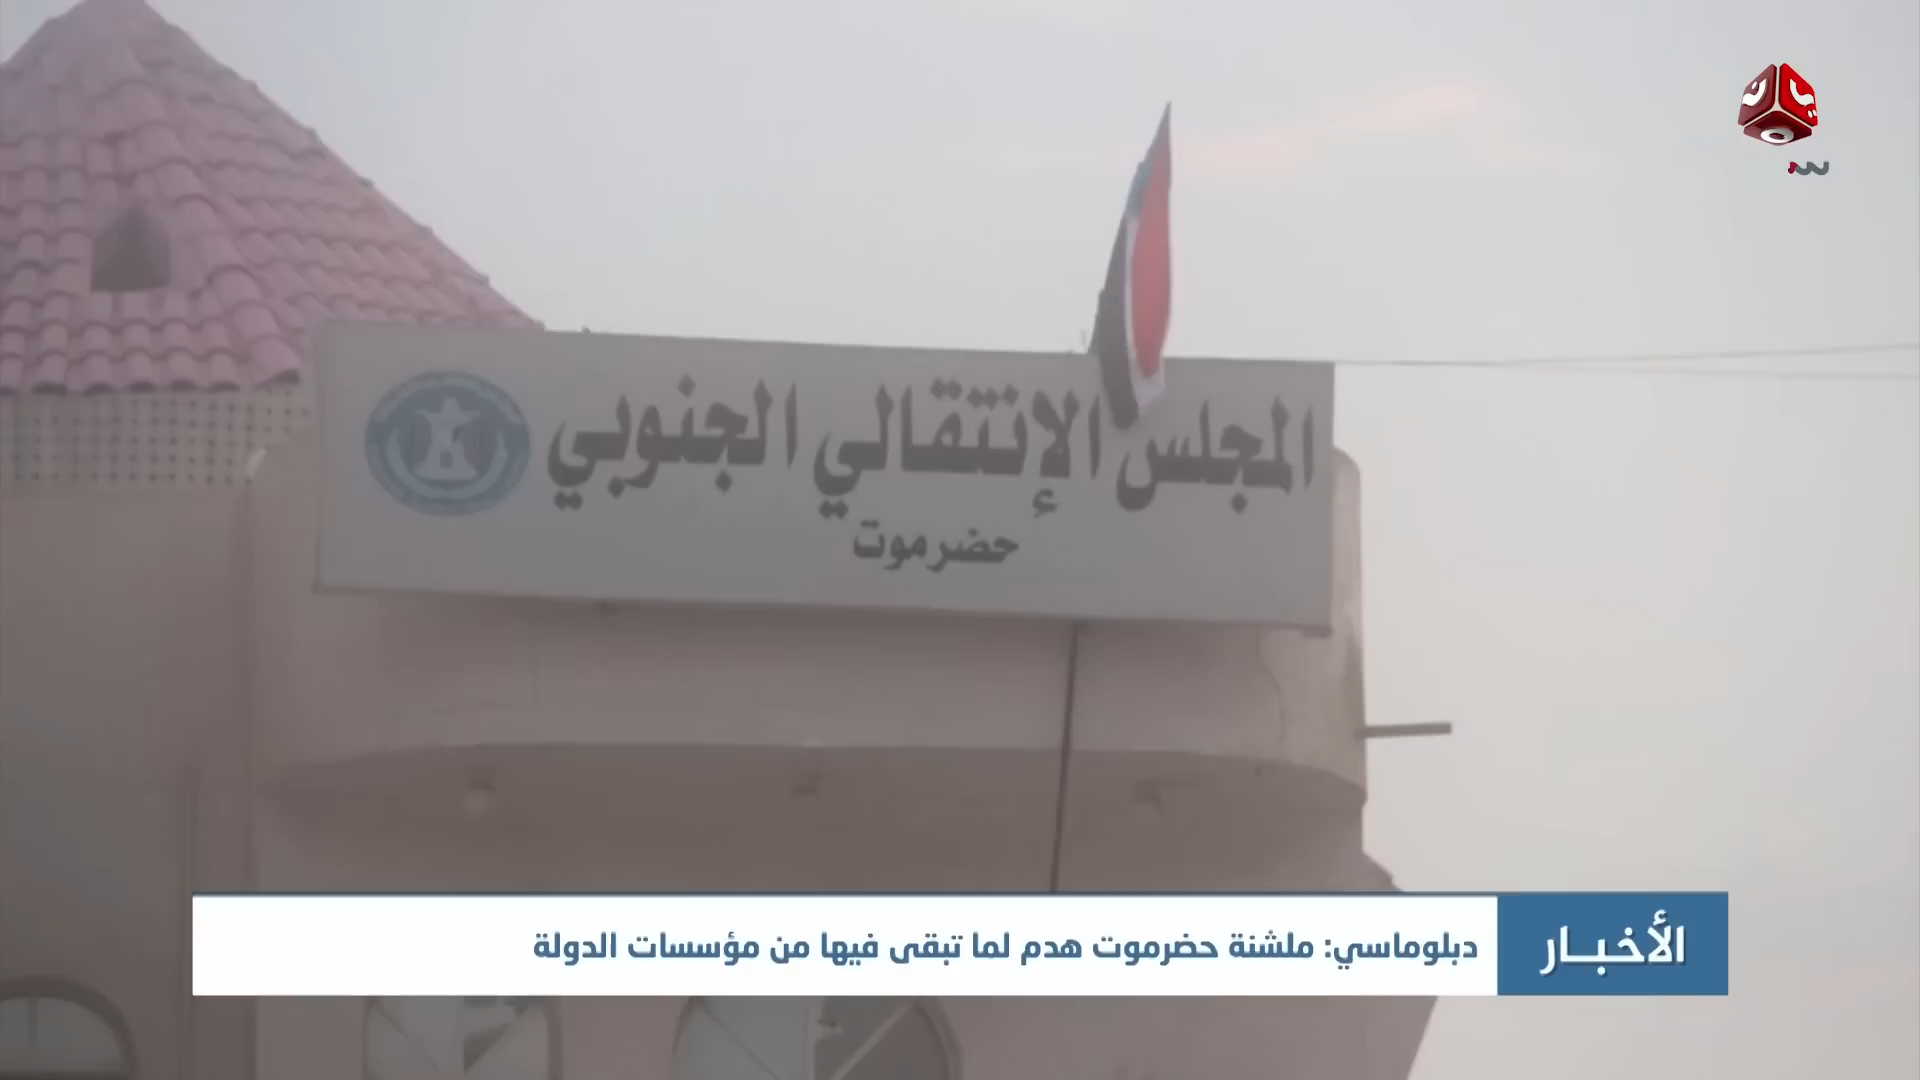 المجلس الإنتقالي الجنوبي
حضرموت
الأخبار
دبلوماسي: ملشنة حضرموت هدم لما تبقى فيها من مؤسسات الدولة